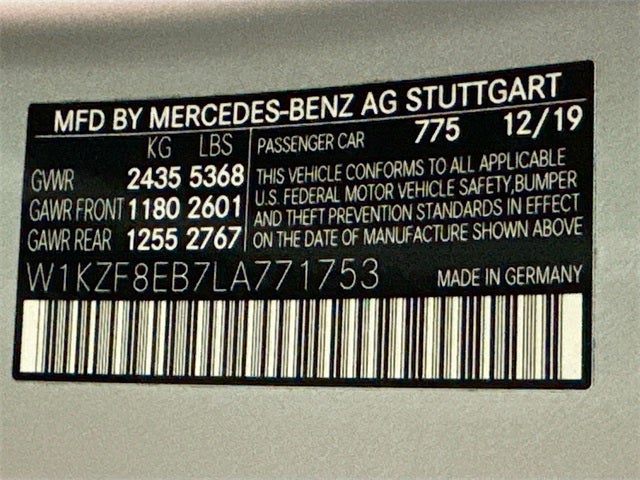 MFD BY MERCEDES-BENZ AG STUTTGART
KG LBS
GVWR 2435 5368
GAWR FRONT 1180 2601
GAWR REAR 1255 2767
PASSENGER CAR 775 12/19
THIS VEHICLE CONFORMS TO ALL APPLICABLE
U.S. FEDERAL MOTOR VEHICLE SAFETY,BUMPER
AND THEFT PREVENTION STANDARDS IN EFFECT
ON THE DATE OF MANUFACTURE SHOWN ABOVE
W1KZF8EB7LA771753 MADE IN GERMANY